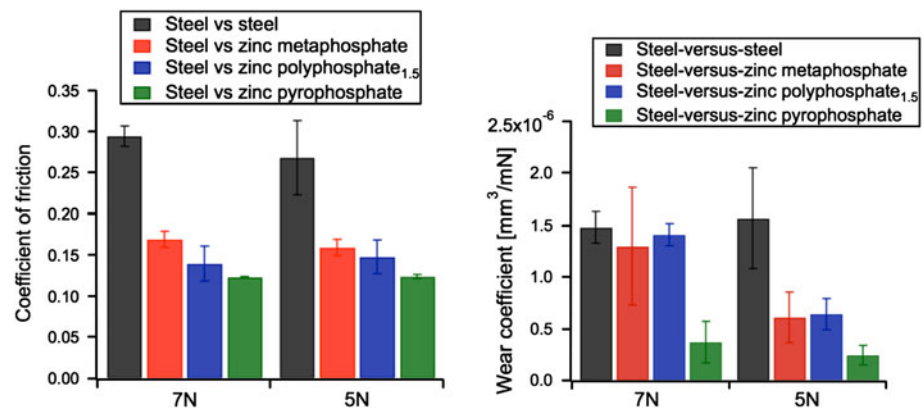 Steel vs steel
Steel vs zinc metaphosphate
Steel vs zinc polyphosphate1.5
Steel vs zinc pyrophosphate
0.35
0.30
0.25
0.20
0.15
0.10
0.05
0.00
Coefficient of friction
7N
5N
Steel-versus-steel
Steel-versus-zinc metaphosphate
Steel-versus-zinc polyphosphate1.5
Steel-versus-zinc pyrophosphate
2.5x10-6
2.0
1.5
1.0
0.5
0.0
Wear coefficient [mm3/mN]
7N
5N